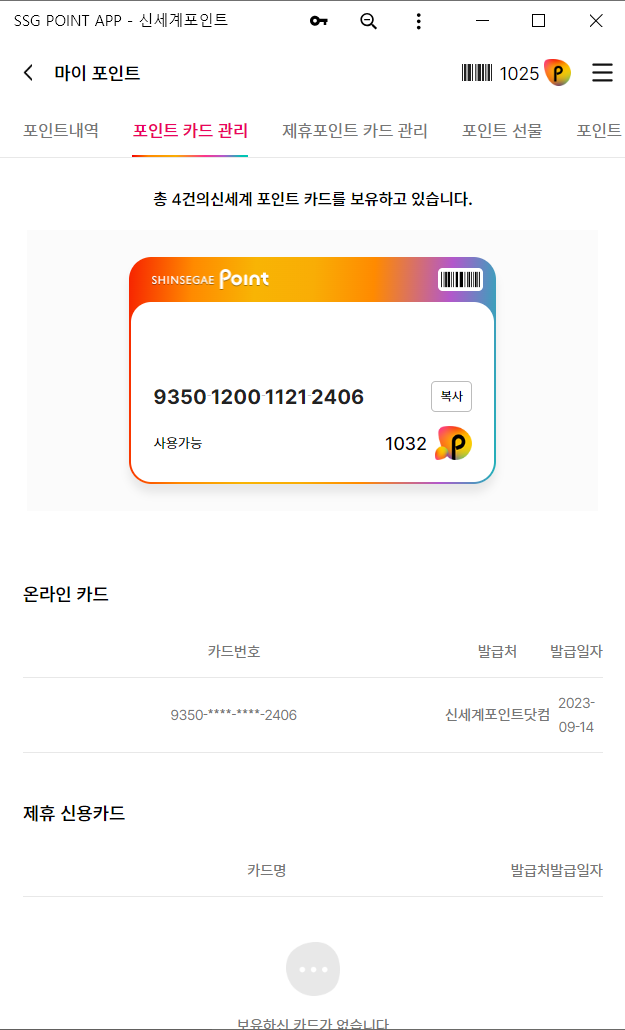 SSG POINT APP - 신세계포인트
마이 포인트
1025
포인트내역 포인트 카드 관리 제휴포인트 카드 관리 포인트 선물 포인트
총 4건의신세계 포인트 카드를 보유하고 있습니다.
SHINSEGAE Point
9350-1200-1121-2406 복사
사용가능 1032
온라인 카드
카드번호 발급처 발급일자
9350-****-****-2406 신세계포인트닷컴 2023-
09-14
제휴 신용카드
카드명 발급처발급일자
보유하신 카드가 없습니다